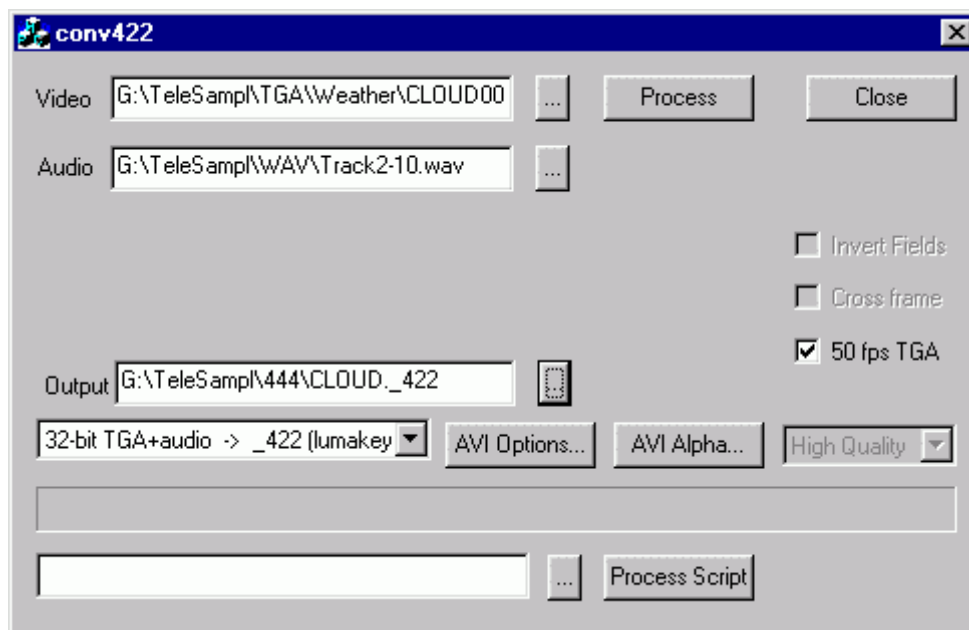 conv422
Video G:\TeleSampl\TGA\Weather\CLOUD00 ... Process Close
Audio G:\TeleSampl\WAV\Track2-10.wav ...
Invert Fields
Cross frame
50 fps TGA
Output G:\TeleSampl\444\CLOUD._422 ...
32-bit TGA+audio -> _422 (lumakey AVI Options... AVI Alpha... High Quality
... Process Script